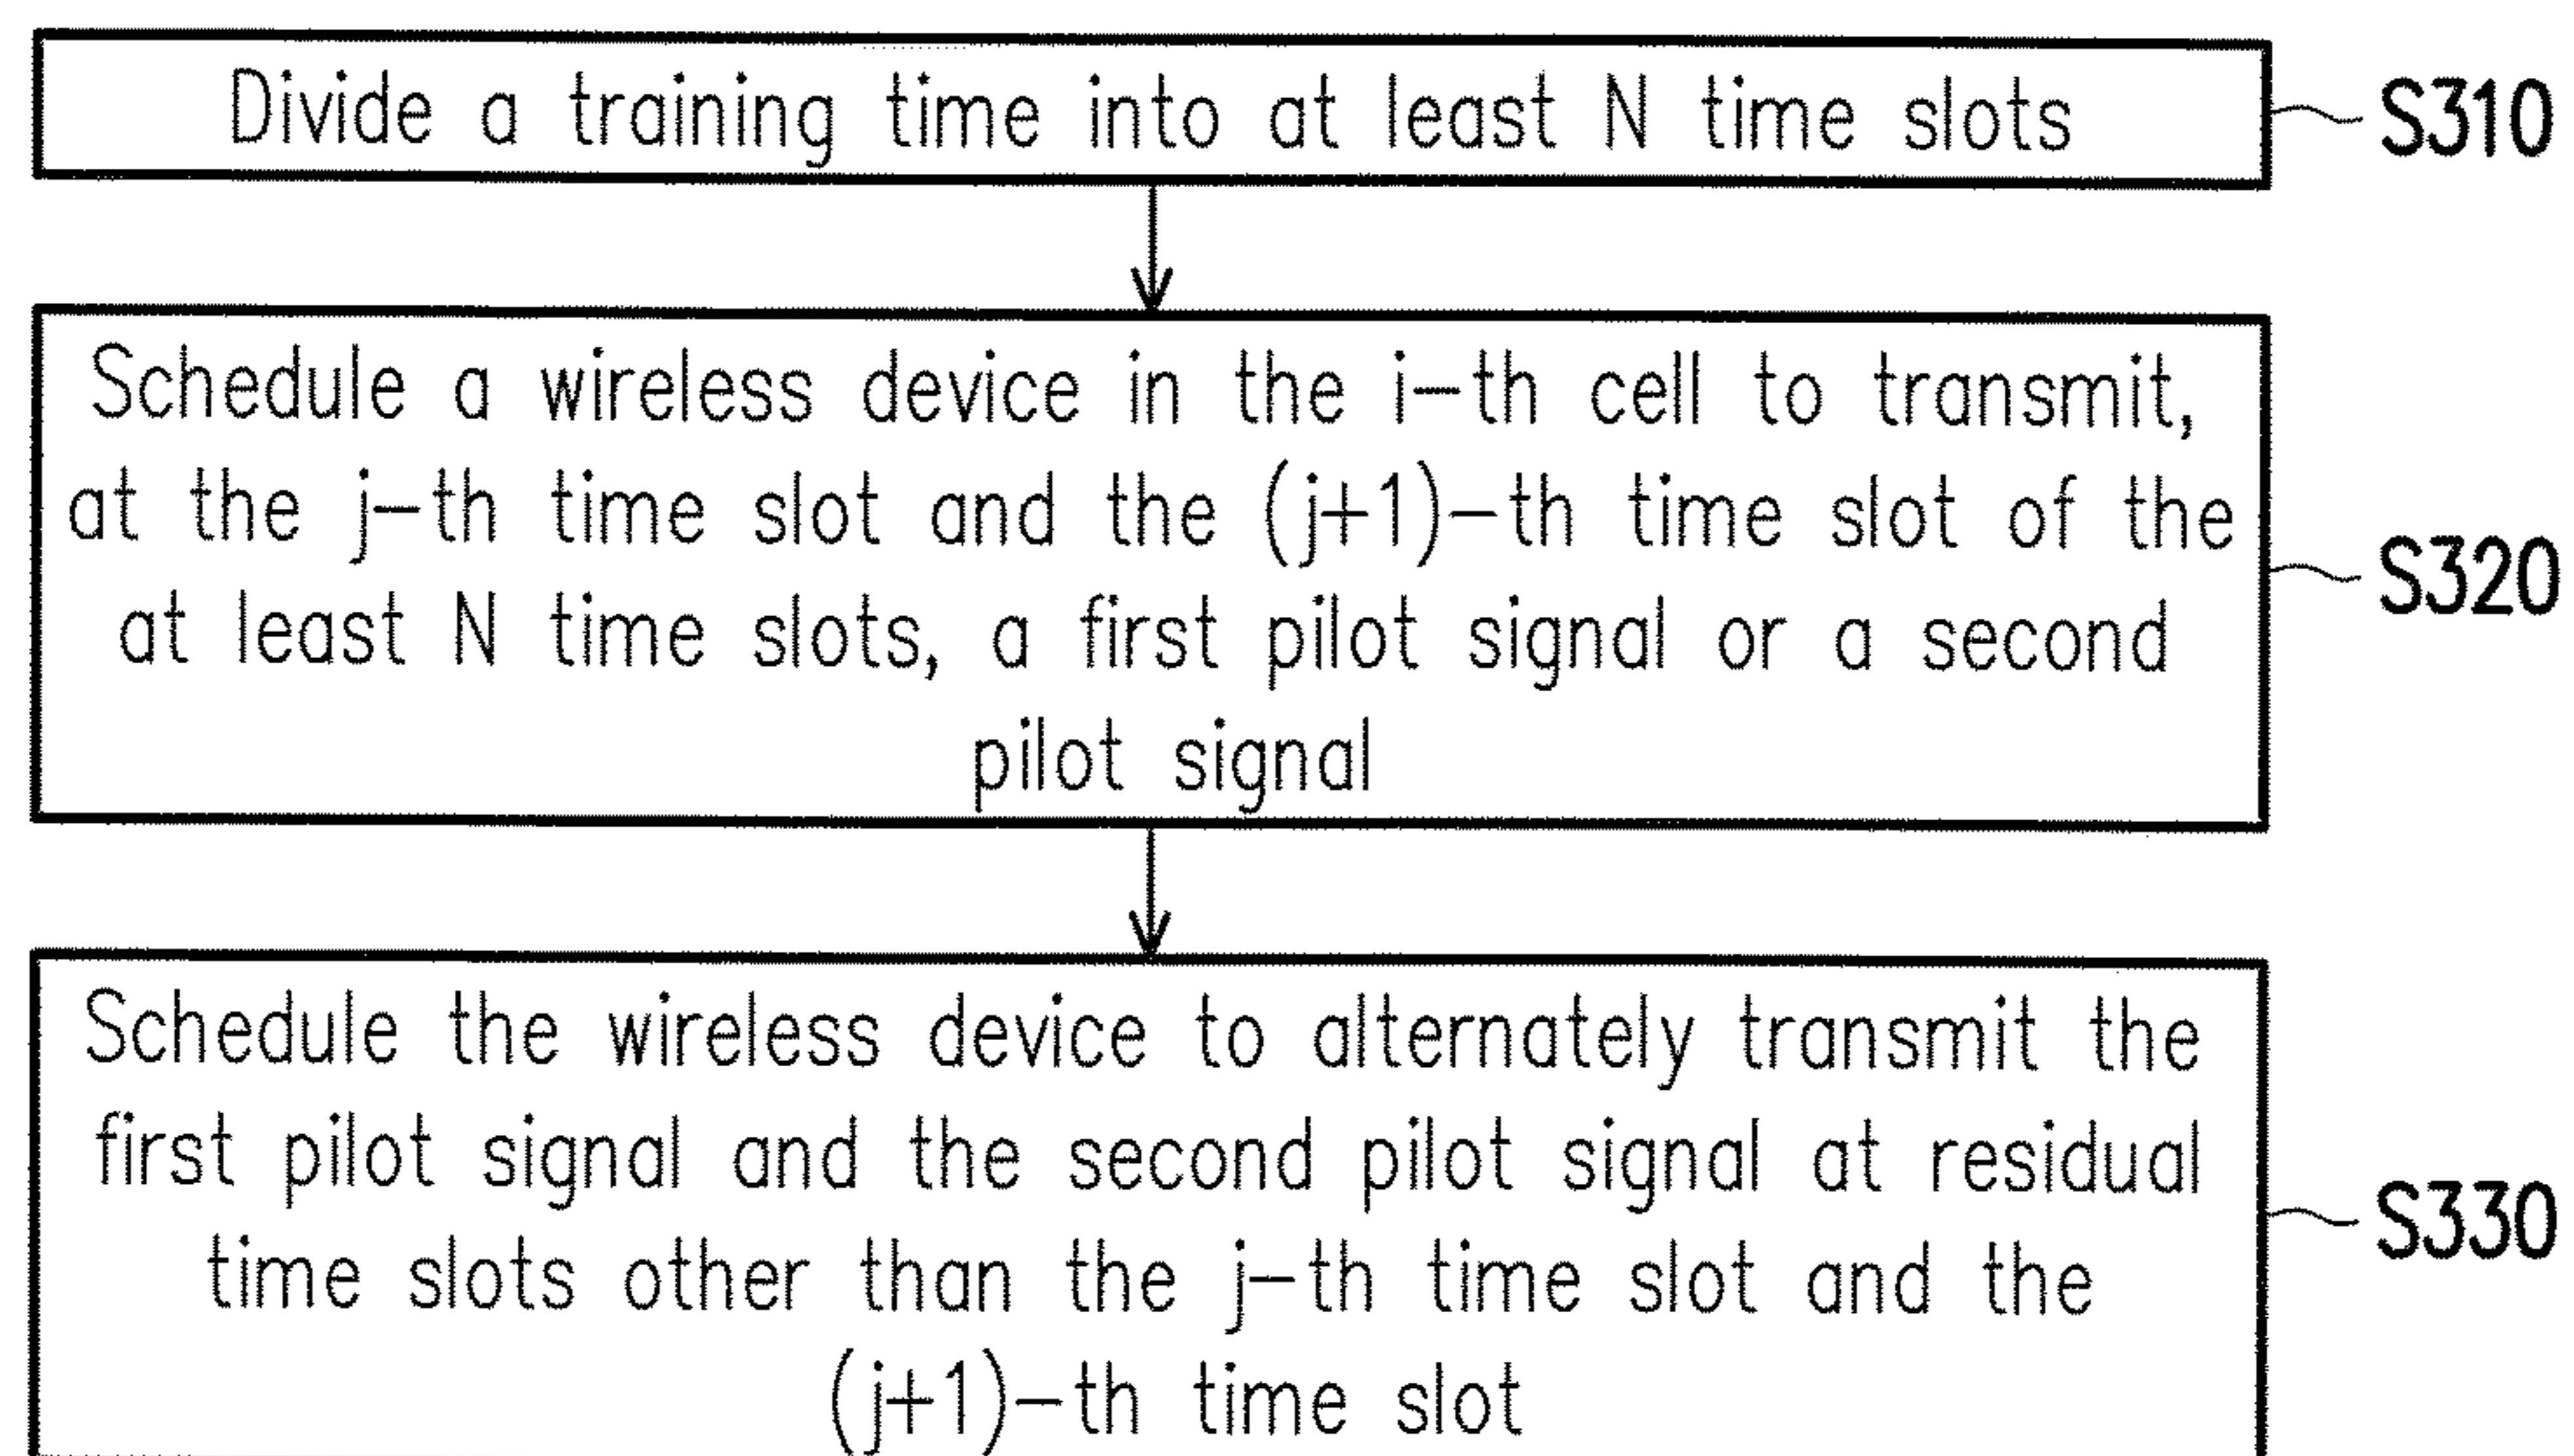 Divide a training time into at least N time slots
S310
Schedule a wireless device in the i-th cell to transmit,
at the j-th time slot and the (j+1)-th time slot of the
at least N time slots, a first pilot signal or a second
pilot signal
S320
Schedule the wireless device to alternately transmit the
first pilot signal and the second pilot signal at residual
time slots other than the j-th time slot and the
(j+1)-th time slot
S330